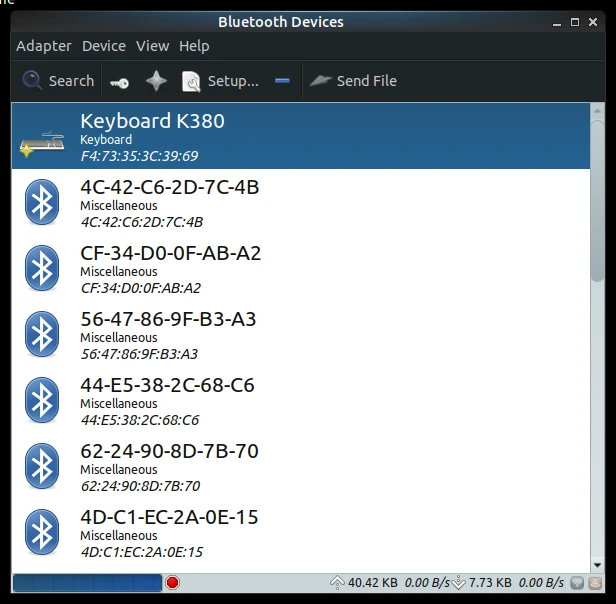 Bluetooth Devices
Adapter Device View Help
Search Setup... Send File
Keyboard K380
Keyboard
F4:73:35:3C:39:69
4C-42-C6-2D-7C-4B
Miscellaneous
4C:42:C6:2D:7C:4B
CF-34-D0-0F-AB-A2
Miscellaneous
CF:34:D0:0F:AB:A2
56-47-86-9F-B3-A3
Miscellaneous
56:47:86:9F:B3:A3
44-E5-38-2C-68-C6
Miscellaneous
44:E5:38:2C:68:C6
62-24-90-8D-7B-70
Miscellaneous
62:24:90:8D:7B:70
4D-C1-EC-2A-0E-15
Miscellaneous
4D:C1:EC:2A:0E:15
40.42 KB 0.00 B/s 7.73 KB 0.00 B/s